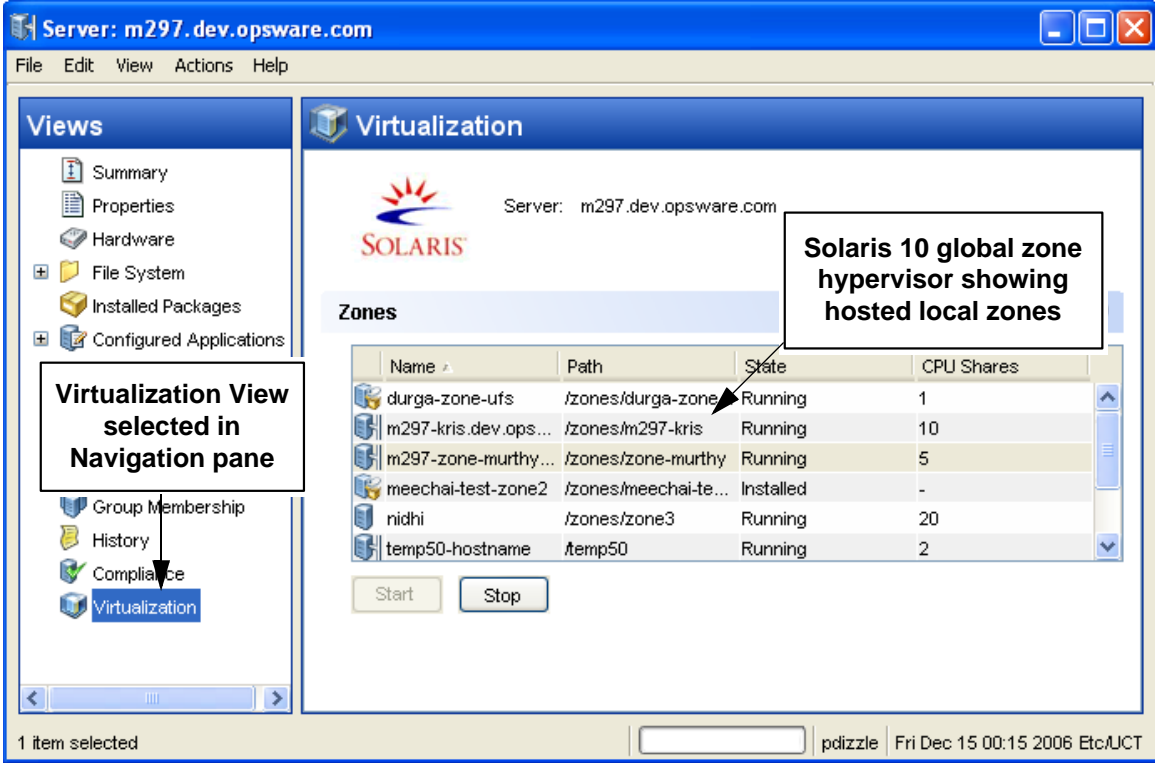 Server: m297.dev.opsware.com
File Edit View Actions Help
Views
Summary
Properties
Hardware
File System
Installed Packages
Configured Applications
Virtualization View
selected in
Navigation pane
Group Membership
History
Compliance
Virtualization
Virtualization
SOLARIS
Server: m297.dev.opsware.com
Solaris 10 global zone
hypervisor showing
hosted local zones
Zones
Name Path State CPU Shares
durga-zone-ufs /zones/durga-zone Running 1
m297-kris.dev.ops... /zones/m297-kris Running 10
m297-zone-murthy... /zones/zone-murthy Running 5
meechai-test-zone2 /zones/meechai-te... Installed -
nidhi /zones/zone3 Running 20
temp50-hostname /temp50 Running 2
Start Stop
1 item selected
pdizzle Fri Dec 15 00:15 2006 Etc/UCT